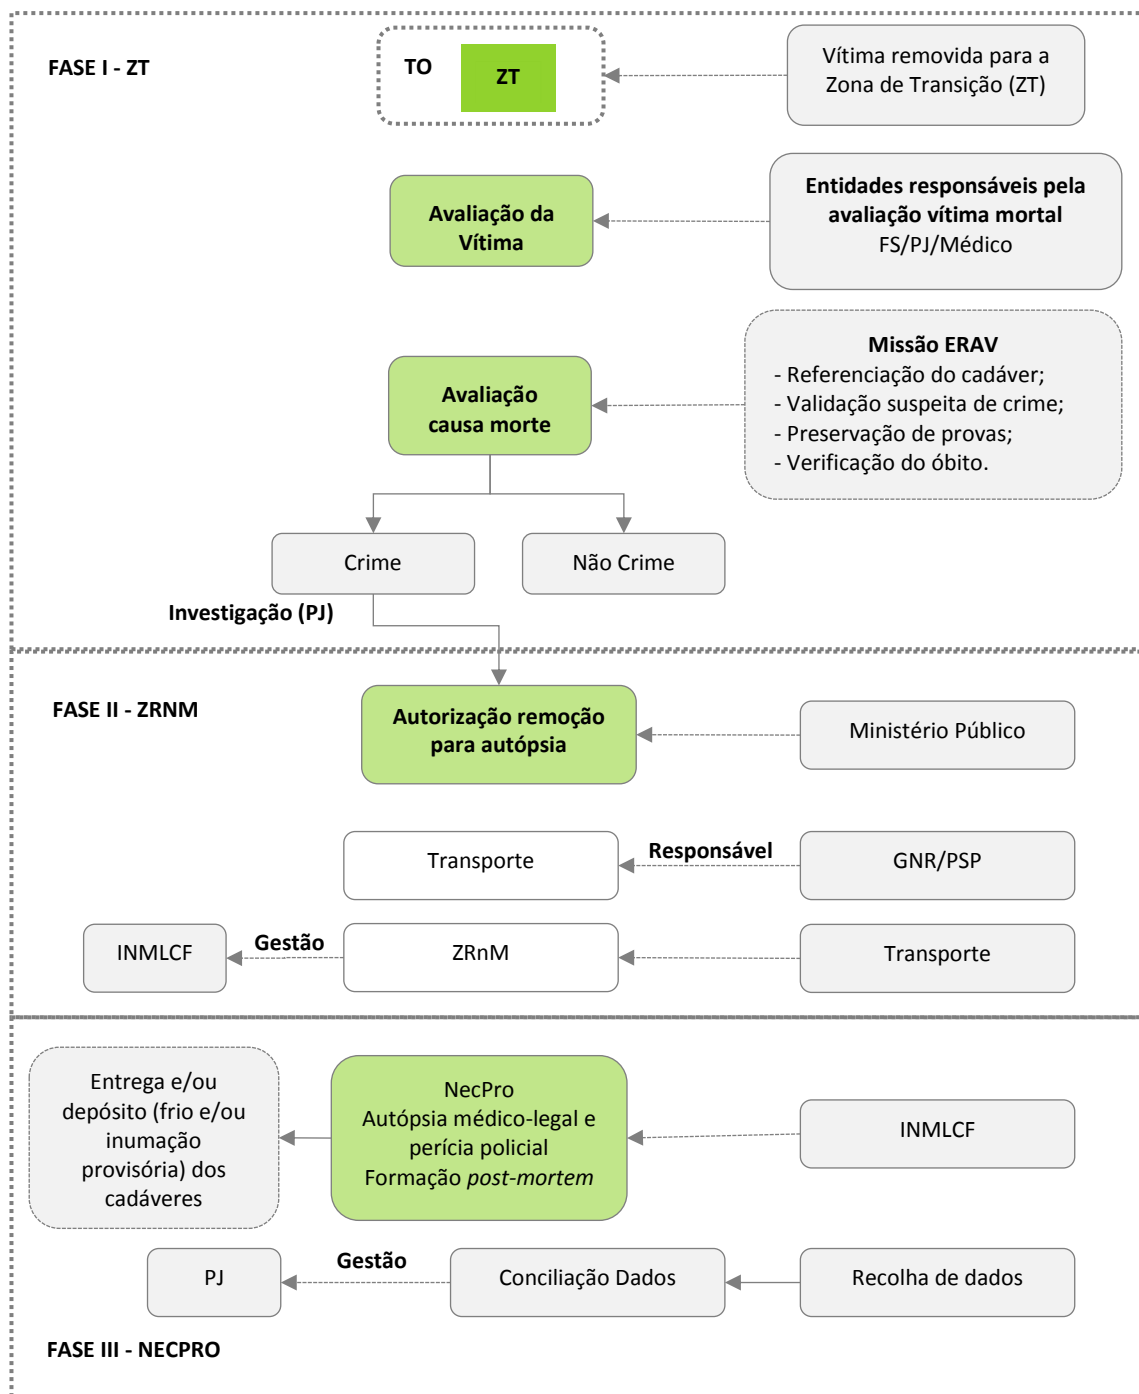 FASE I - ZT
TO
ZT
Vítima removida para a
Zona de Transição (ZT)
Avaliação da
Vítima
Entidades responsáveis pela
avaliação vítima mortal
FS/PJ/Médico
Avaliação
causa morte
Missão ERAV
- Referenciação do cadáver;
- Validação suspeita de crime;
- Preservação de provas;
- Verificação do óbito.
Crime
Não Crime
Investigação (PJ)
FASE II - ZRNM
Autorização remoção
para autópsia
Ministério Público
Transporte
Responsável
GNR/PSP
INMLCF
Gestão
ZRnM
Transporte
Entrega e/ou
depósito (frio e/ou
inumação
provisória) dos
cadáveres
NecPro
Autópsia médico-legal e
perícia policial
Formação post-mortem
INMLCF
PJ
Gestão
Conciliação Dados
Recolha de dados
FASE III - NECPRO